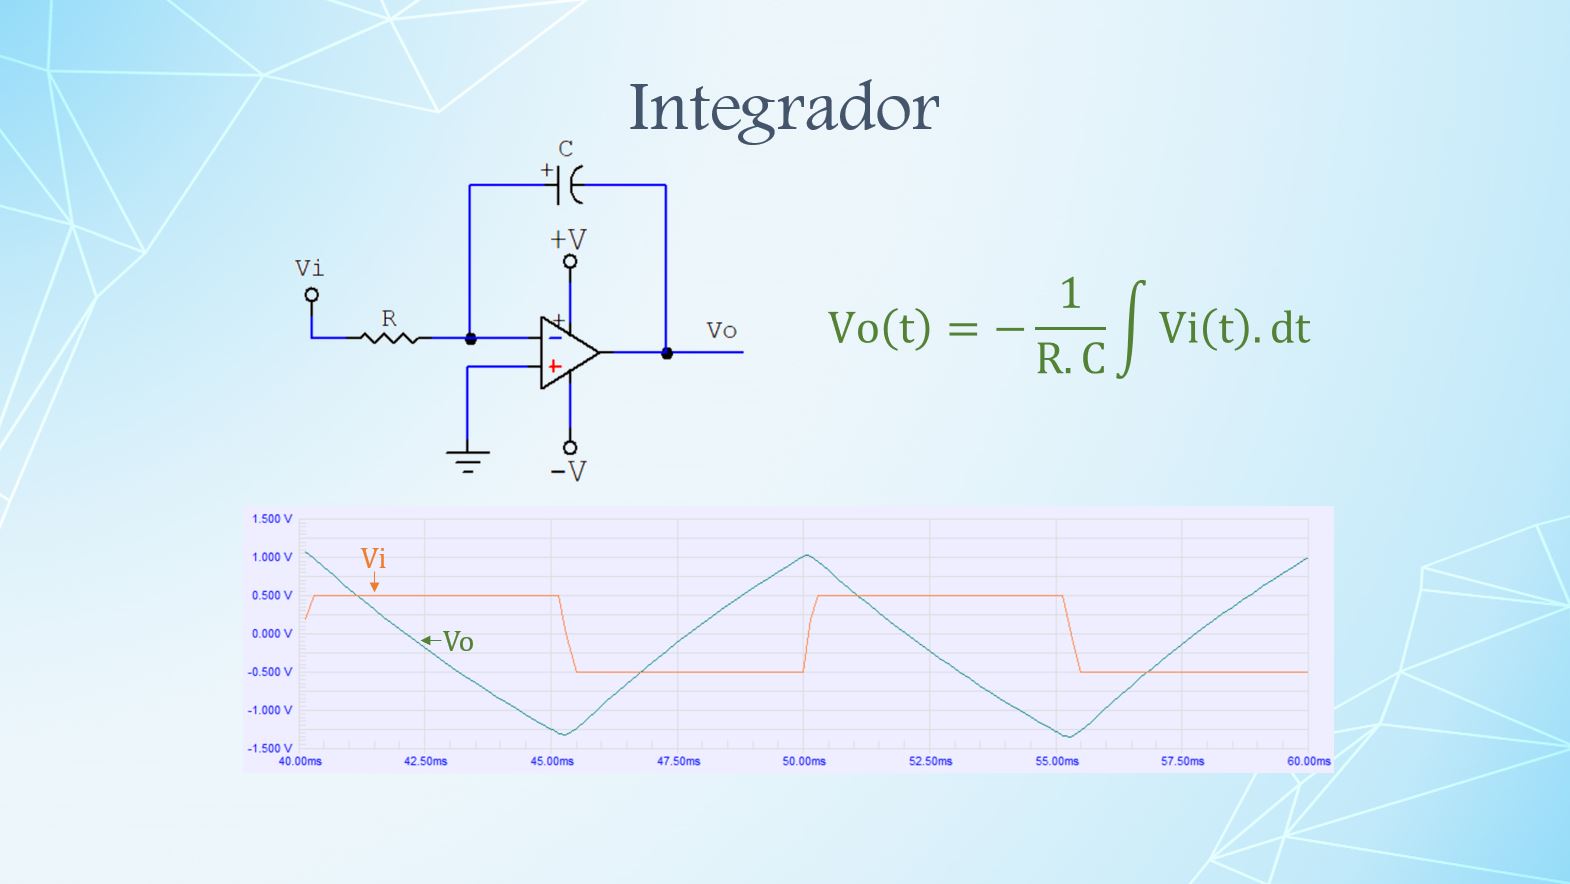 Integrador
C
+
+V
Vi
R
+
−
+
Vo
−V
Vo(t) = − 1/R.C ∫ Vi(t).dt
1.500 V
1.000 V
0.500 V
0.000 V
-0.500 V
-1.000 V
-1.500 V
Vi
Vo
40.00ms 42.50ms 45.00ms 47.50ms 50.00ms 52.50ms 55.00ms 57.50ms 60.00ms